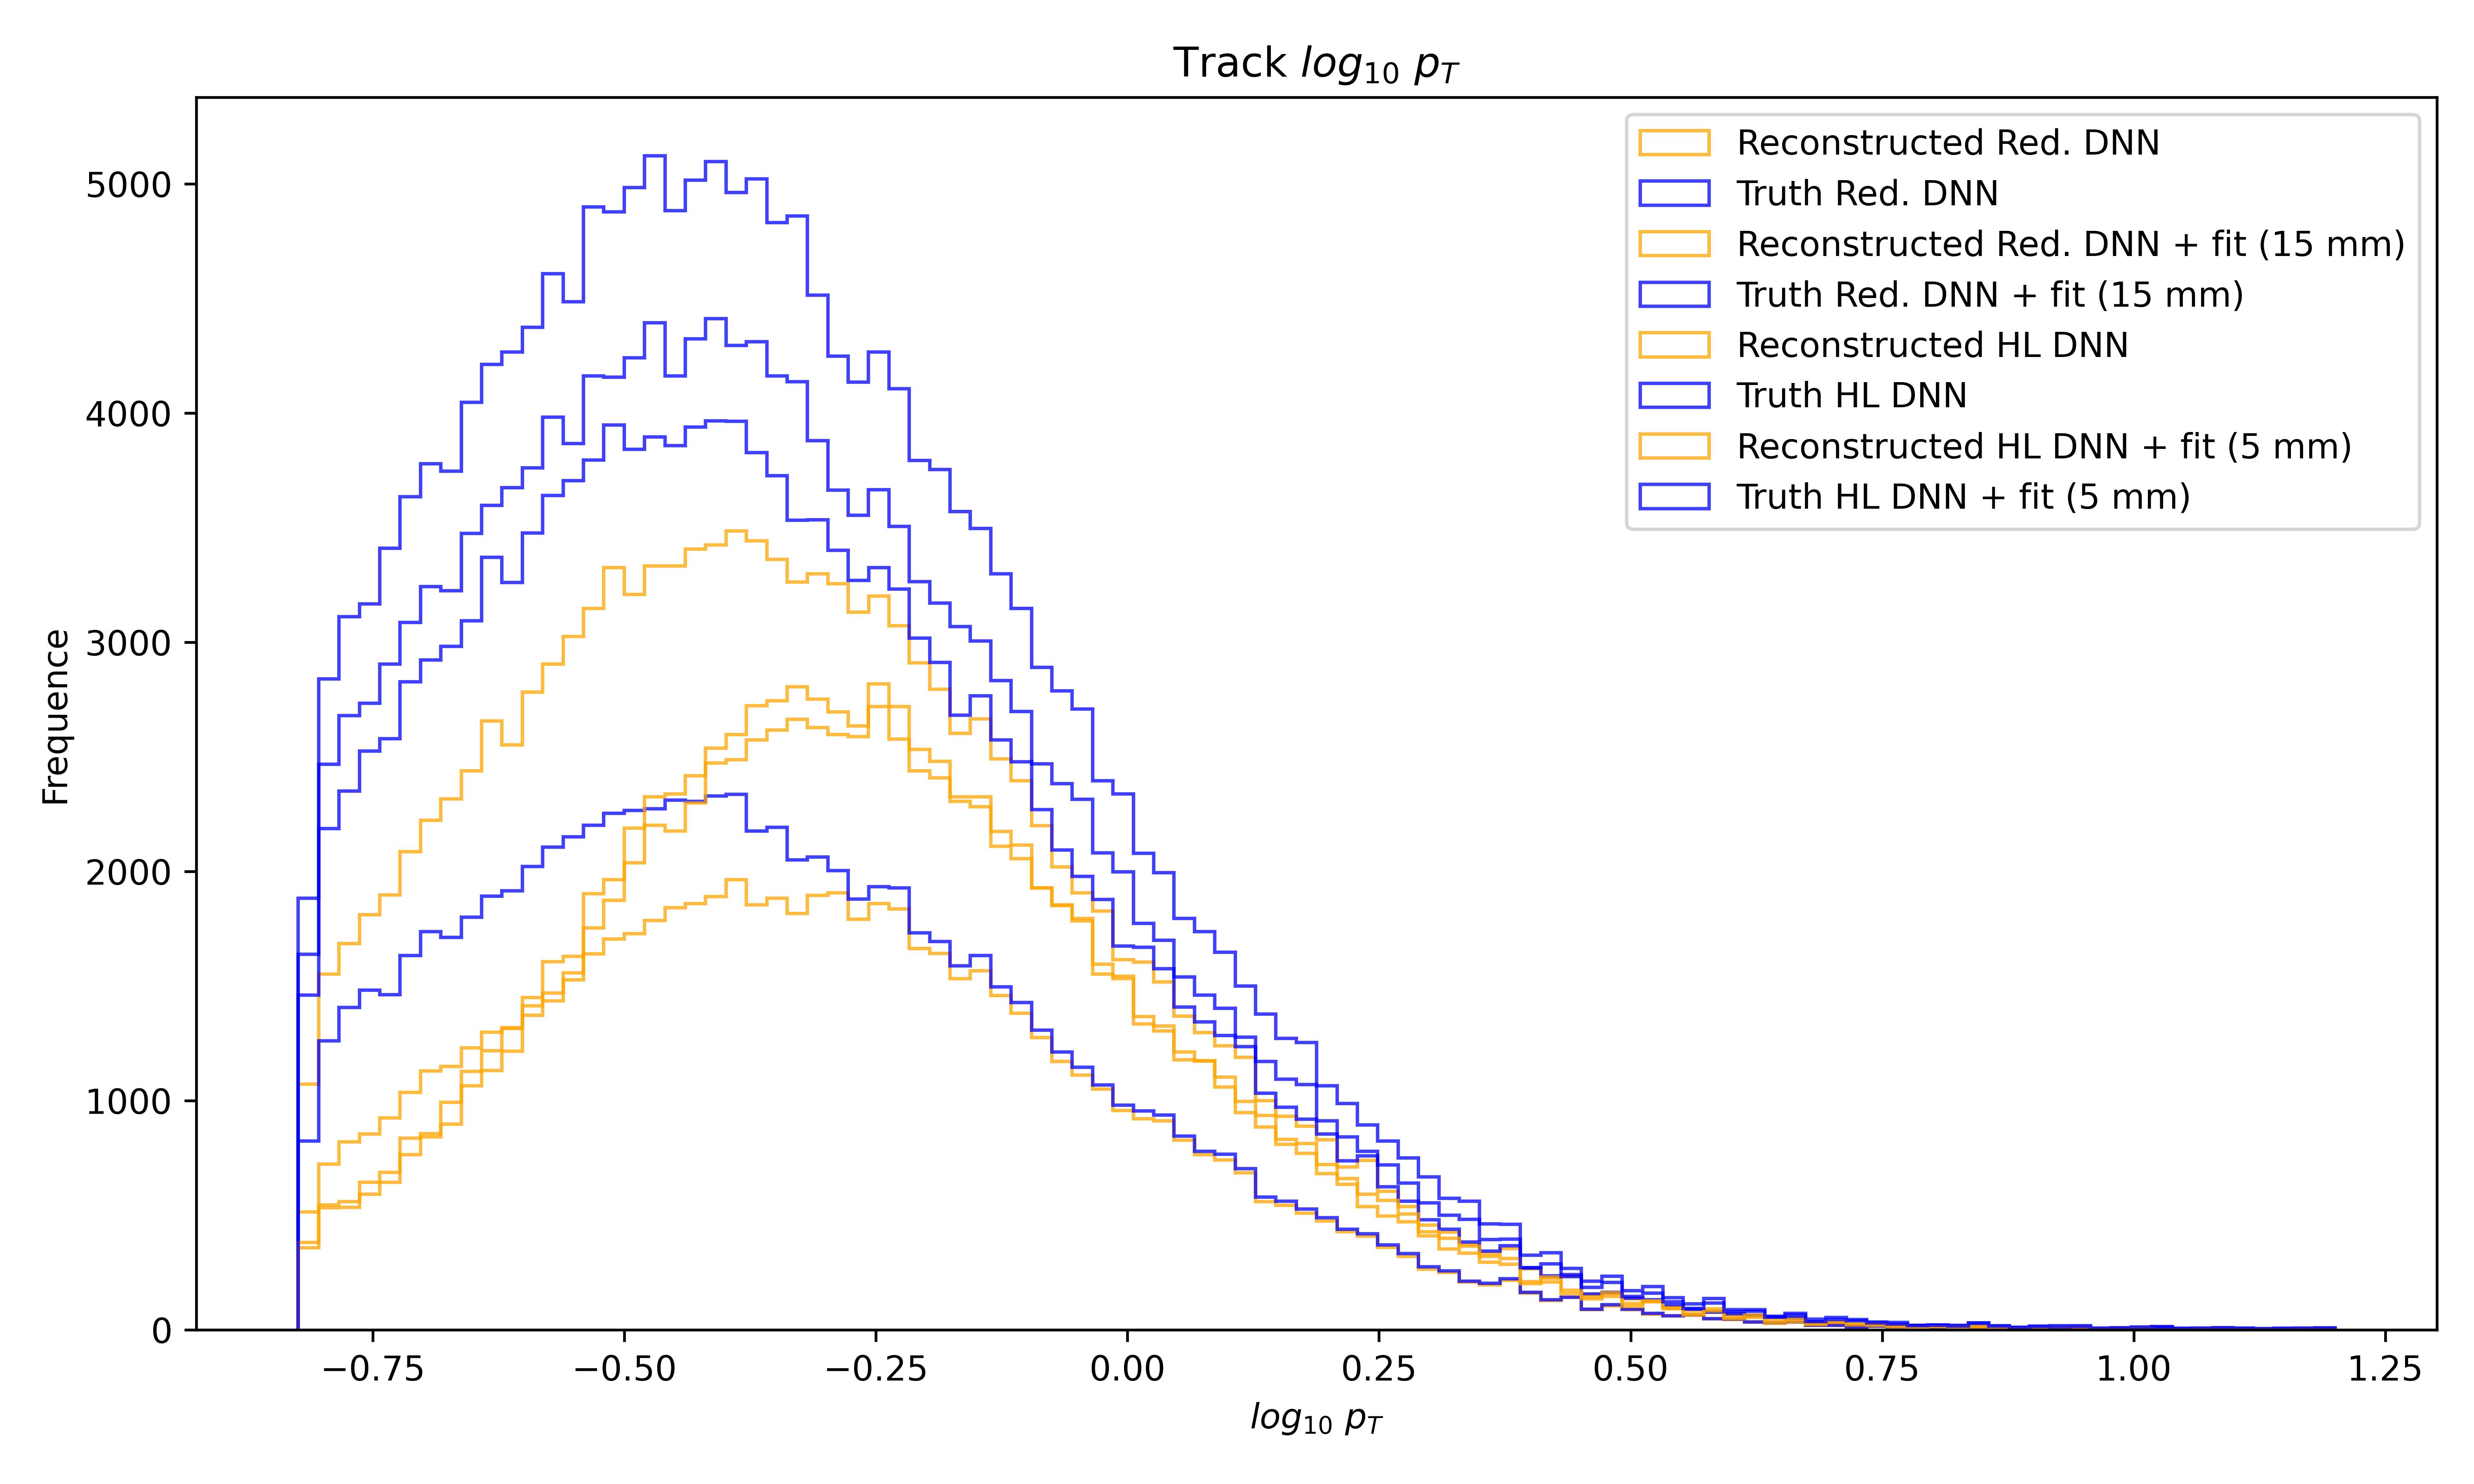 Track log₁₀ p_T
Frequence
5000
4000
3000
2000
1000
0
Reconstructed Red. DNN
Truth Red. DNN
Reconstructed Red. DNN + fit (15 mm)
Truth Red. DNN + fit (15 mm)
Reconstructed HL DNN
Truth HL DNN
Reconstructed HL DNN + fit (5 mm)
Truth HL DNN + fit (5 mm)
−0.75 −0.50 −0.25 0.00 0.25 0.50 0.75 1.00 1.25
log₁₀ p_T